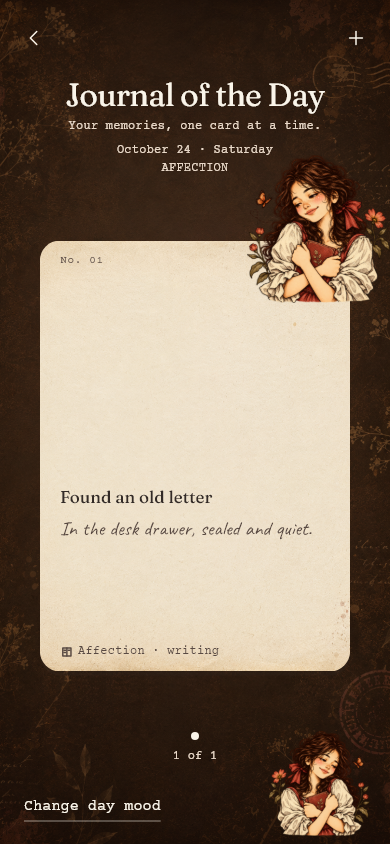 Journal of the Day
Your memories, one card at a time.
October 24 · Saturday
AFFECTION
No. 01
Found an old letter
In the desk drawer, sealed and quiet.
Affection · writing
1 of 1
Change day mood